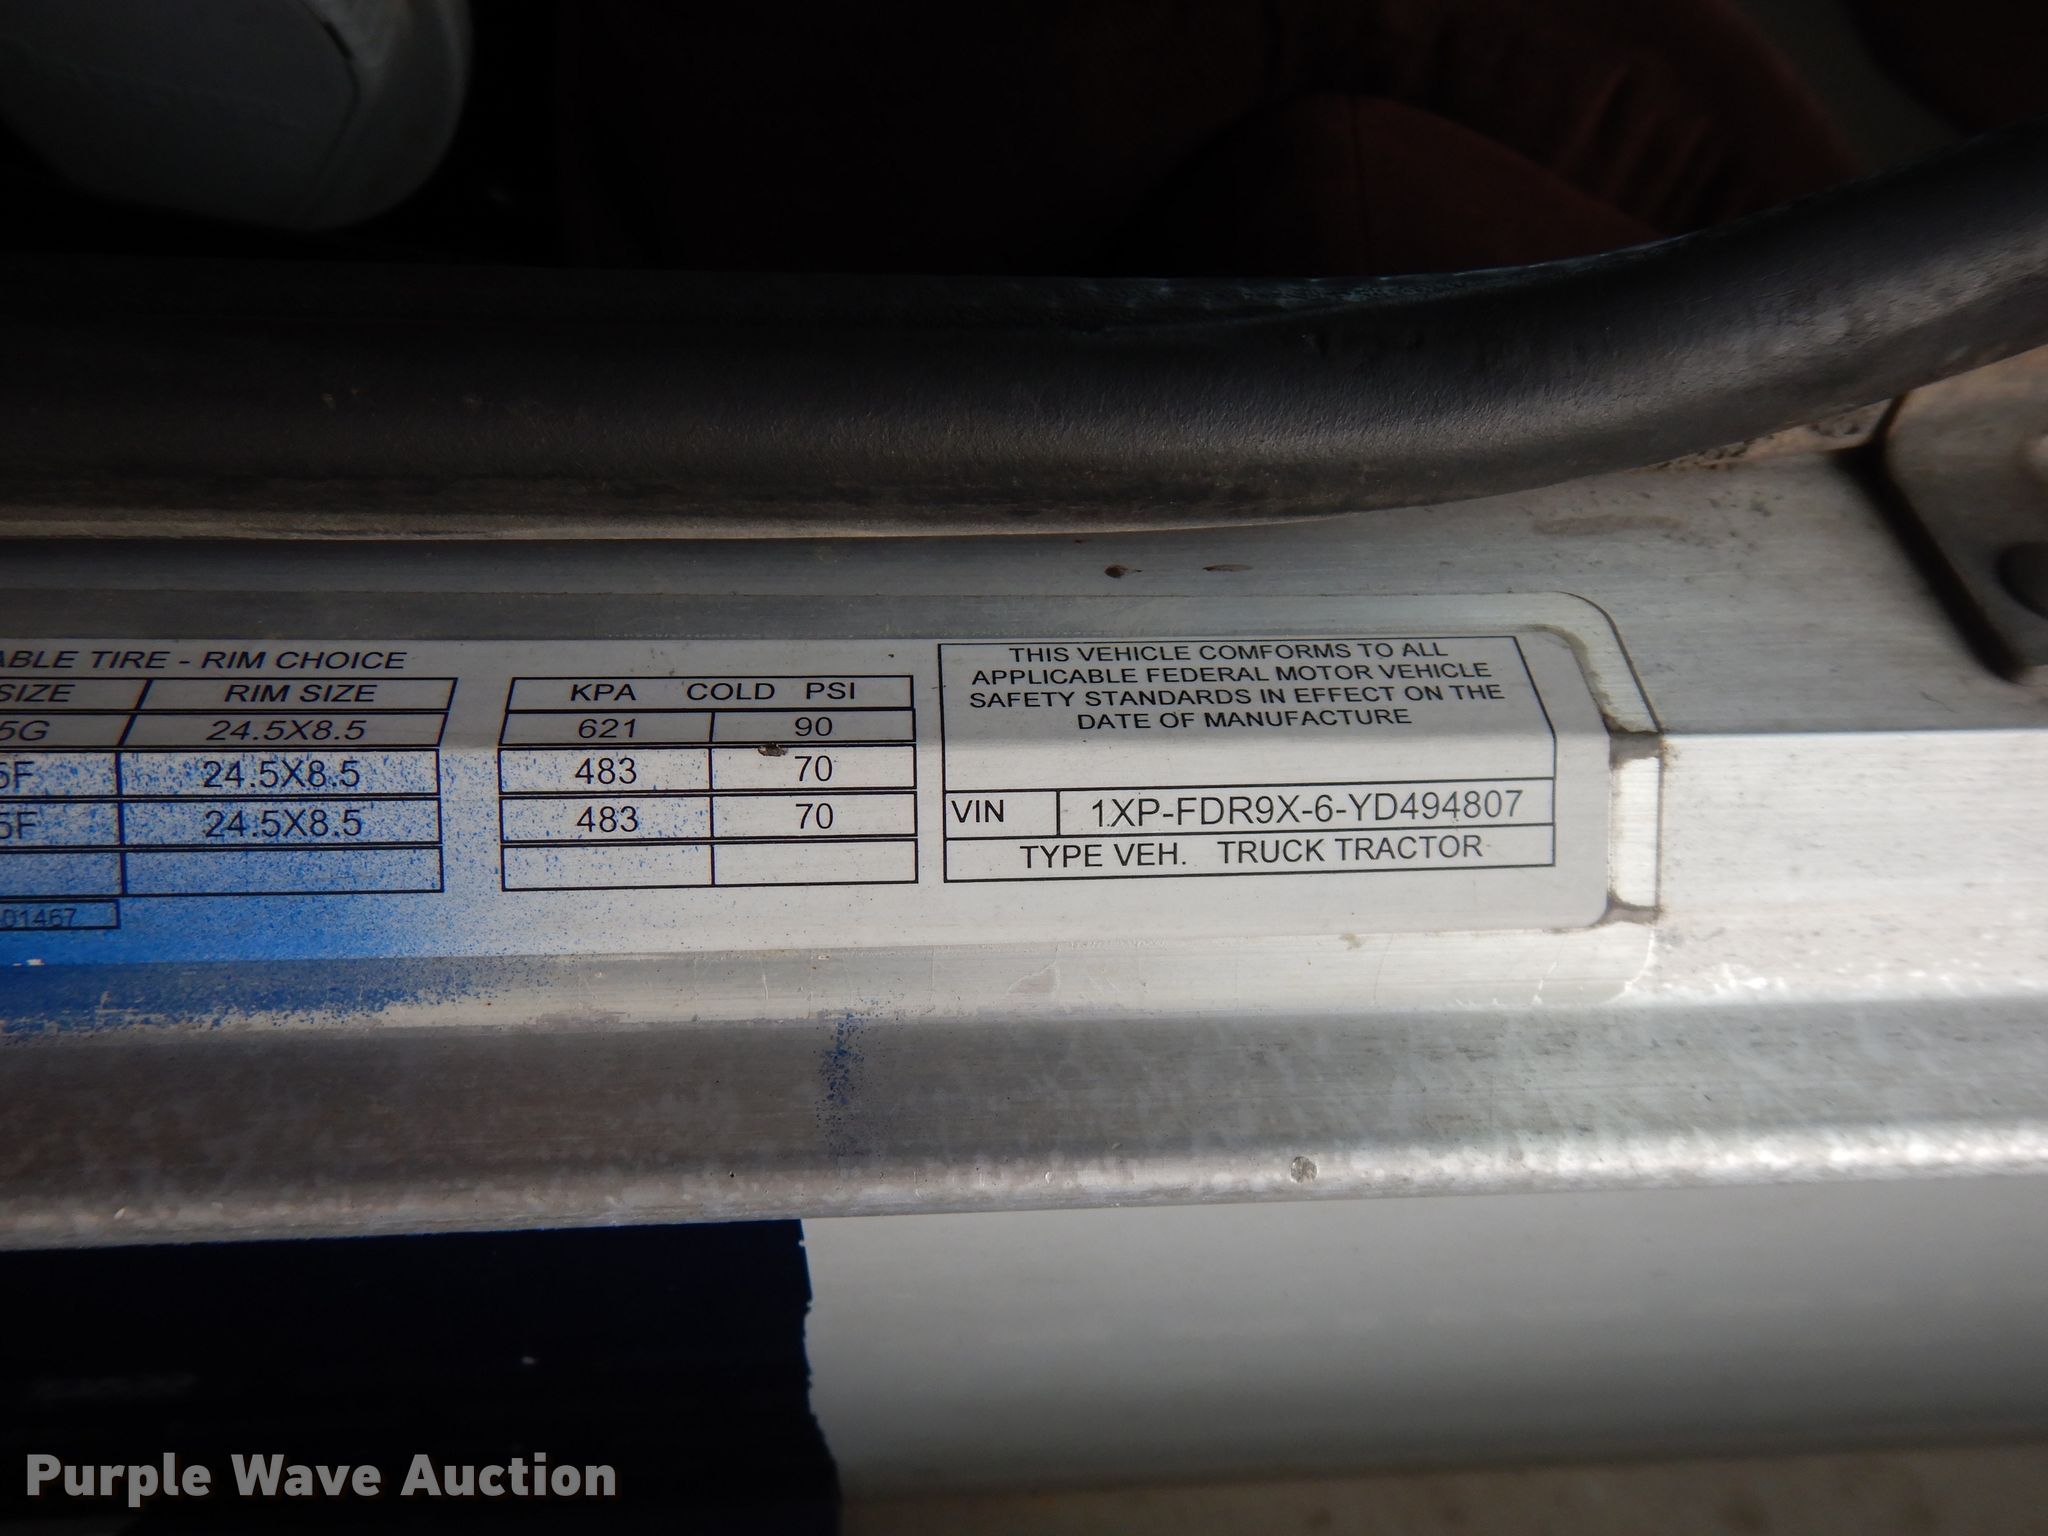 ABLE TIRE - RIM CHOICE
SIZE RIM SIZE
5G 24.5X8.5
5F 24.5X8.5
5F 24.5X8.5
01467
KPA COLD PSI
621 90
483 70
483 70
THIS VEHICLE COMFORMS TO ALL
APPLICABLE FEDERAL MOTOR VEHICLE
SAFETY STANDARDS IN EFFECT ON THE
DATE OF MANUFACTURE
VIN 1XP-FDR9X-6-YD494807
TYPE VEH. TRUCK TRACTOR
Purple Wave Auction